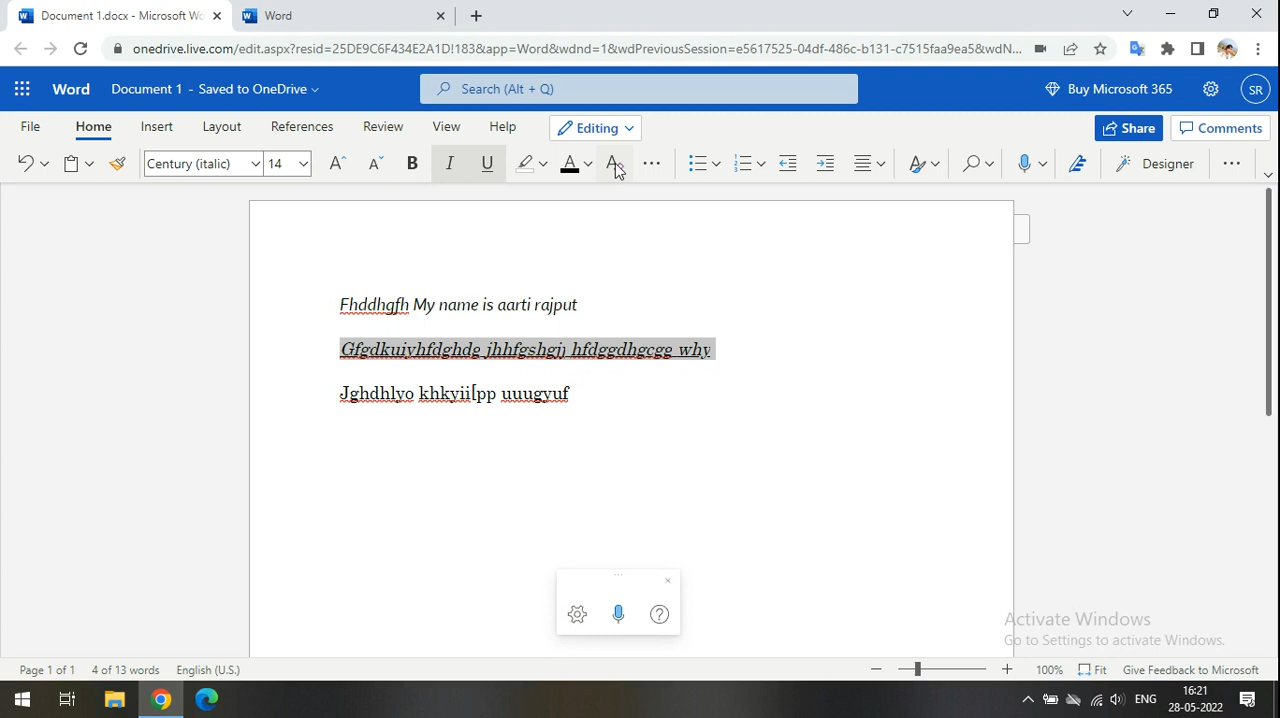 Document 1.docx - Microsoft Wo
Word
onedrive.live.com/edit.aspx?resid=25DE9C6F434E2A1D!183&app=Word&wdnd=1&wdPreviousSession=e5617525-04df-486c-b131-c7515faa9ea5&wdN...
Word Document 1 - Saved to OneDrive
Search (Alt + Q)
Buy Microsoft 365
SR
File Home Insert Layout References Review View Help Editing Share Comments
Century (italic) 14 A A B I U A A Designer
Fhddhgfh My name is aarti rajput
Gfgdkuiyhfdghdg jhhfgshgjj hfdggdhgcgg why
Jghdhlyo khkyii[pp uuugyuf
Activate Windows
Go to Settings to activate Windows.
Page 1 of 1 4 of 13 words English (U.S.) 100% Fit Give Feedback to Microsoft
ENG
16:21
28-05-2022